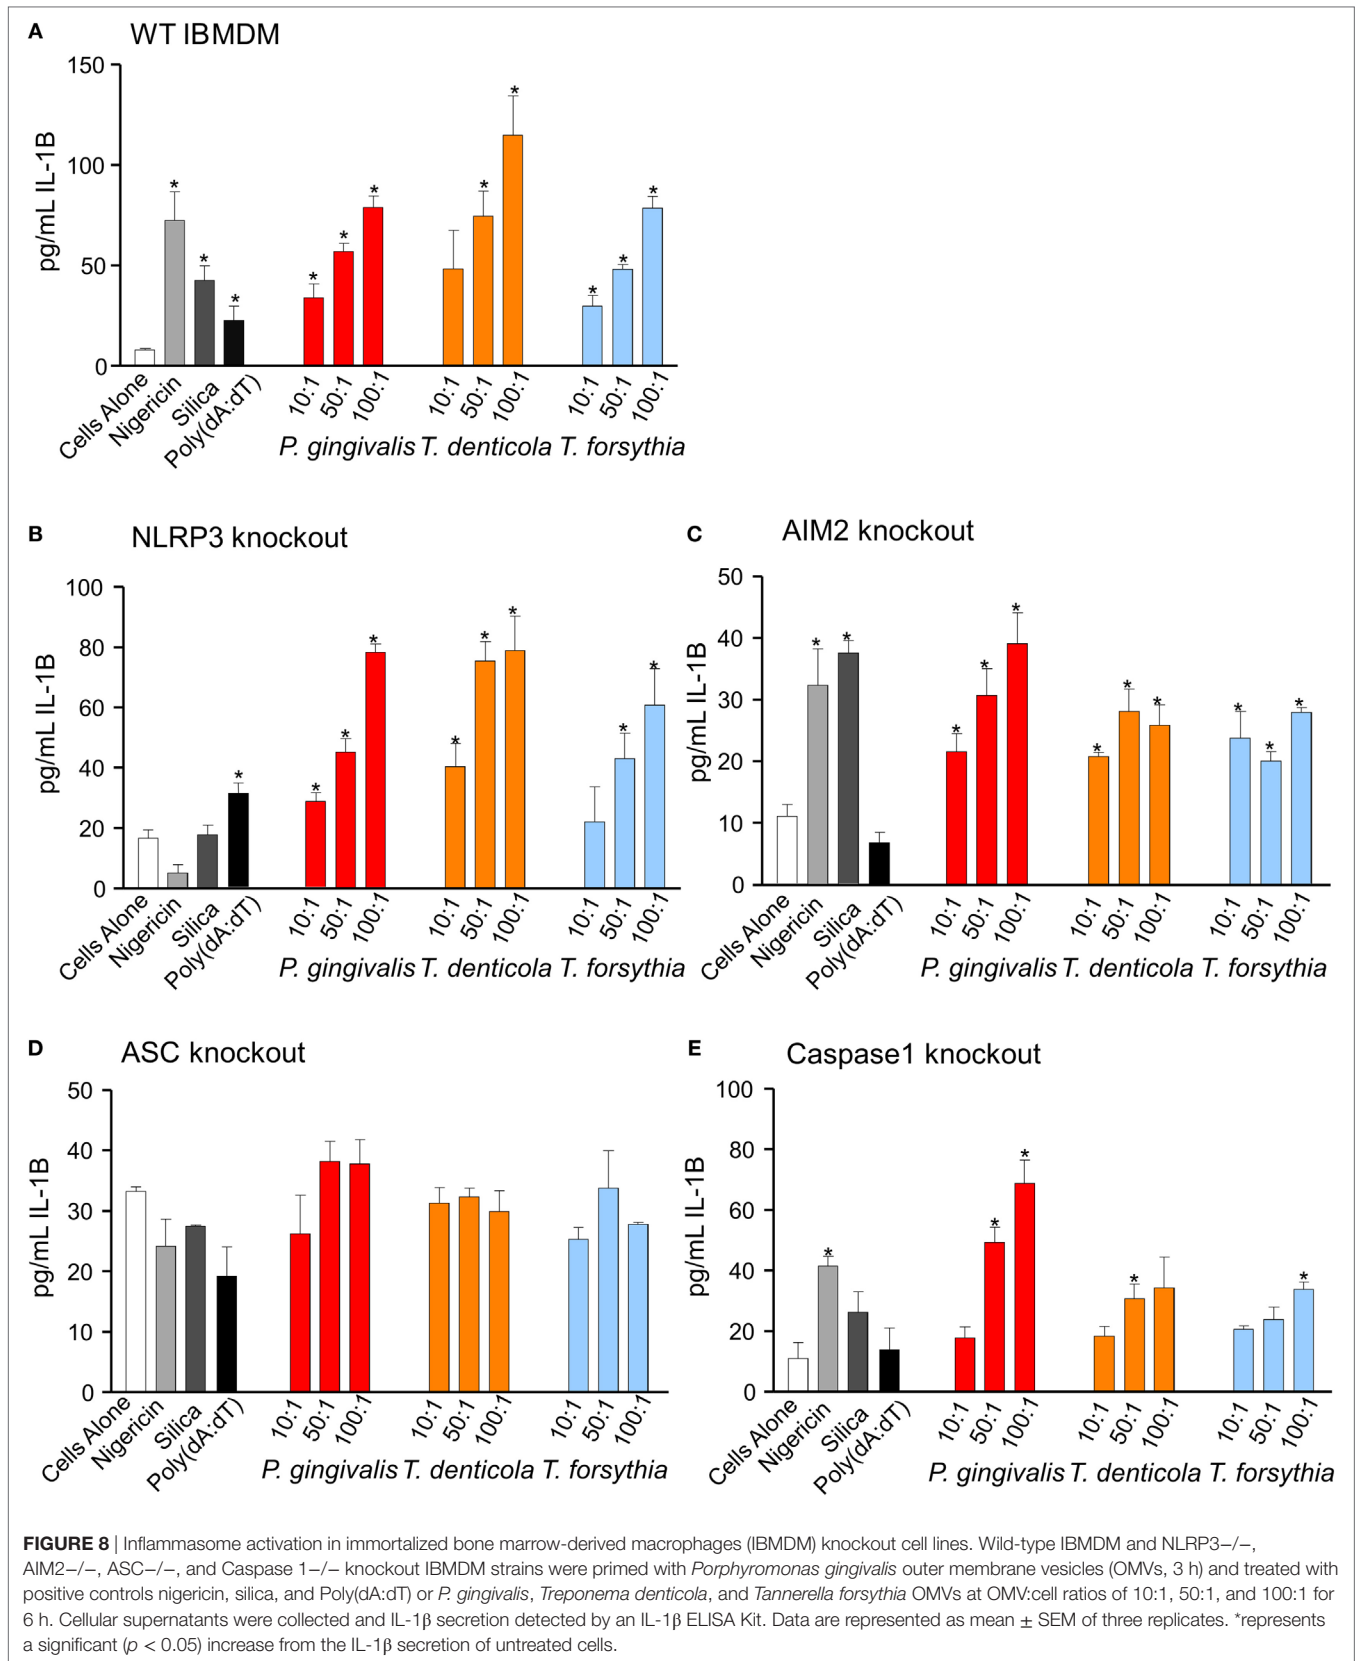 A WT IBMDM
150
100
50
0
pg/mL IL-1B
* * * * * * * * * * *
Cells Alone Nigericin Silica Poly(dA:dT) 10:1 50:1 100:1 10:1 50:1 100:1 10:1 50:1 100:1
P. gingivalis T. denticola T. forsythia
B NLRP3 knockout
100
80
60
40
20
0
pg/mL IL-1B
* * * * * * * * *
Cells Alone Nigericin Silica Poly(dA:dT) 10:1 50:1 100:1 10:1 50:1 100:1 10:1 50:1 100:1
P. gingivalis T. denticola T. forsythia
C AIM2 knockout
50
40
30
20
10
0
pg/mL IL-1B
* * * * * * * * * * *
Cells Alone Nigericin Silica Poly(dA:dT) 10:1 50:1 100:1 10:1 50:1 100:1 10:1 50:1 100:1
P. gingivalis T. denticola T. forsythia
D ASC knockout
50
40
30
20
10
0
pg/mL IL-1B
Cells Alone Nigericin Silica Poly(dA:dT) 10:1 50:1 100:1 10:1 50:1 100:1 10:1 50:1 100:1
P. gingivalis T. denticola T. forsythia
E Caspase1 knockout
100
80
60
40
20
0
pg/mL IL-1B
* * * * *
Cells Alone Nigericin Silica Poly(dA:dT) 10:1 50:1 100:1 10:1 50:1 100:1 10:1 50:1 100:1
P. gingivalis T. denticola T. forsythia
FIGURE 8 | Inflammasome activation in immortalized bone marrow-derived macrophages (IBMDM) knockout cell lines. Wild-type IBMDM and NLRP3−/−,
AIM2−/−, ASC−/−, and Caspase 1−/− knockout IBMDM strains were primed with Porphyromonas gingivalis outer membrane vesicles (OMVs, 3 h) and treated with
positive controls nigericin, silica, and Poly(dA:dT) or P. gingivalis, Treponema denticola, and Tannerella forsythia OMVs at OMV:cell ratios of 10:1, 50:1, and 100:1 for
6 h. Cellular supernatants were collected and IL-1β secretion detected by an IL-1β ELISA Kit. Data are represented as mean ± SEM of three replicates. *represents
a significant (p < 0.05) increase from the IL-1β secretion of untreated cells.